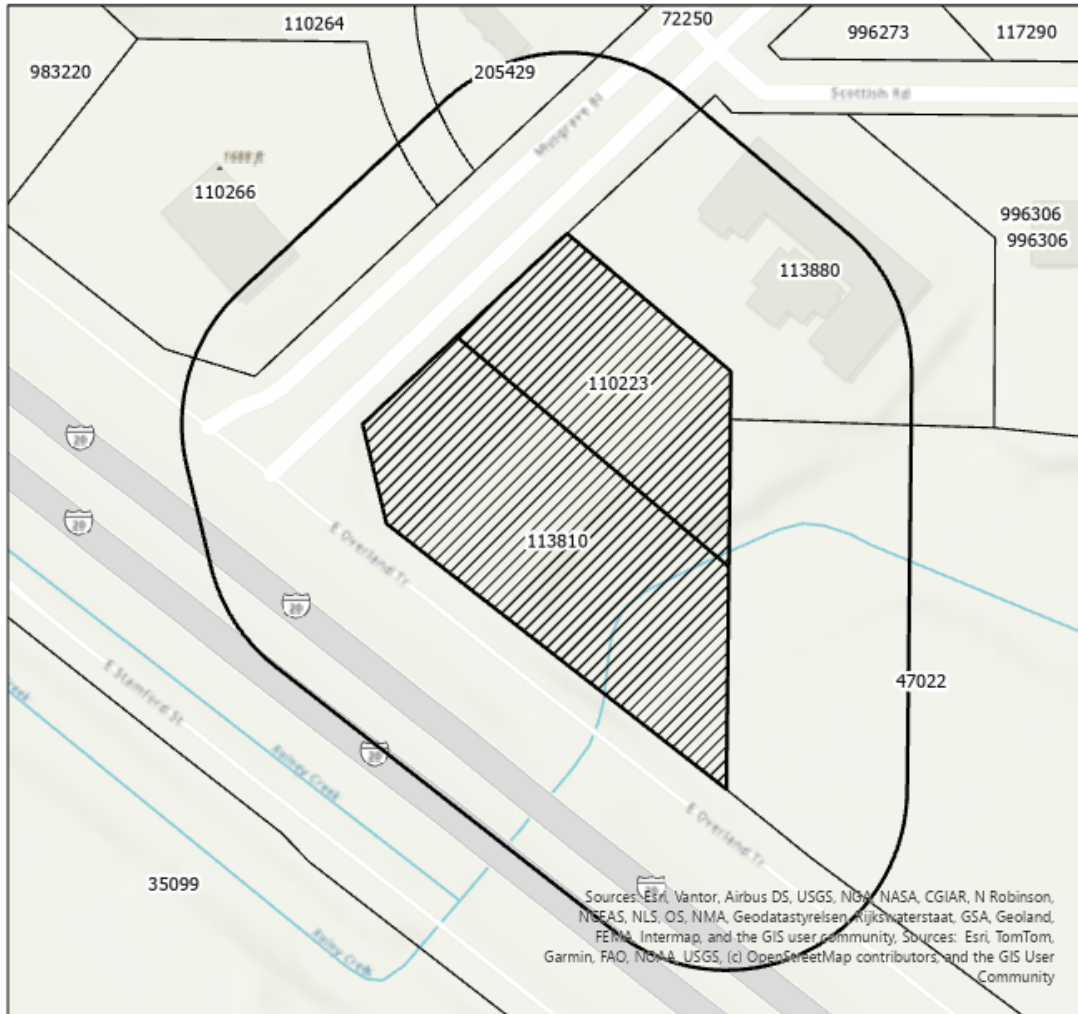 110264
72250
996273
117290
983220
205429
Scottish Rd
Musgrave Bl
1688 ft
110266
996306
996306
113880
110223
20
20
E Overland Tr
113810
20
E Stamford St
47022
Creek
Rainey Creek
20
E Overland Tr
35099
20
Rainey Creek
Sources: Esri, Vantor, Airbus DS, USGS, NGA, NASA, CGIAR, N Robinson,
NCEAS, NLS, OS, NMA, Geodatastyrelsen, Rijkswaterstaat, GSA, Geoland,
FEMA, Intermap, and the GIS user community, Sources: Esri, TomTom,
Garmin, FAO, NOAA, USGS, (c) OpenStreetMap contributors, and the GIS User
Community